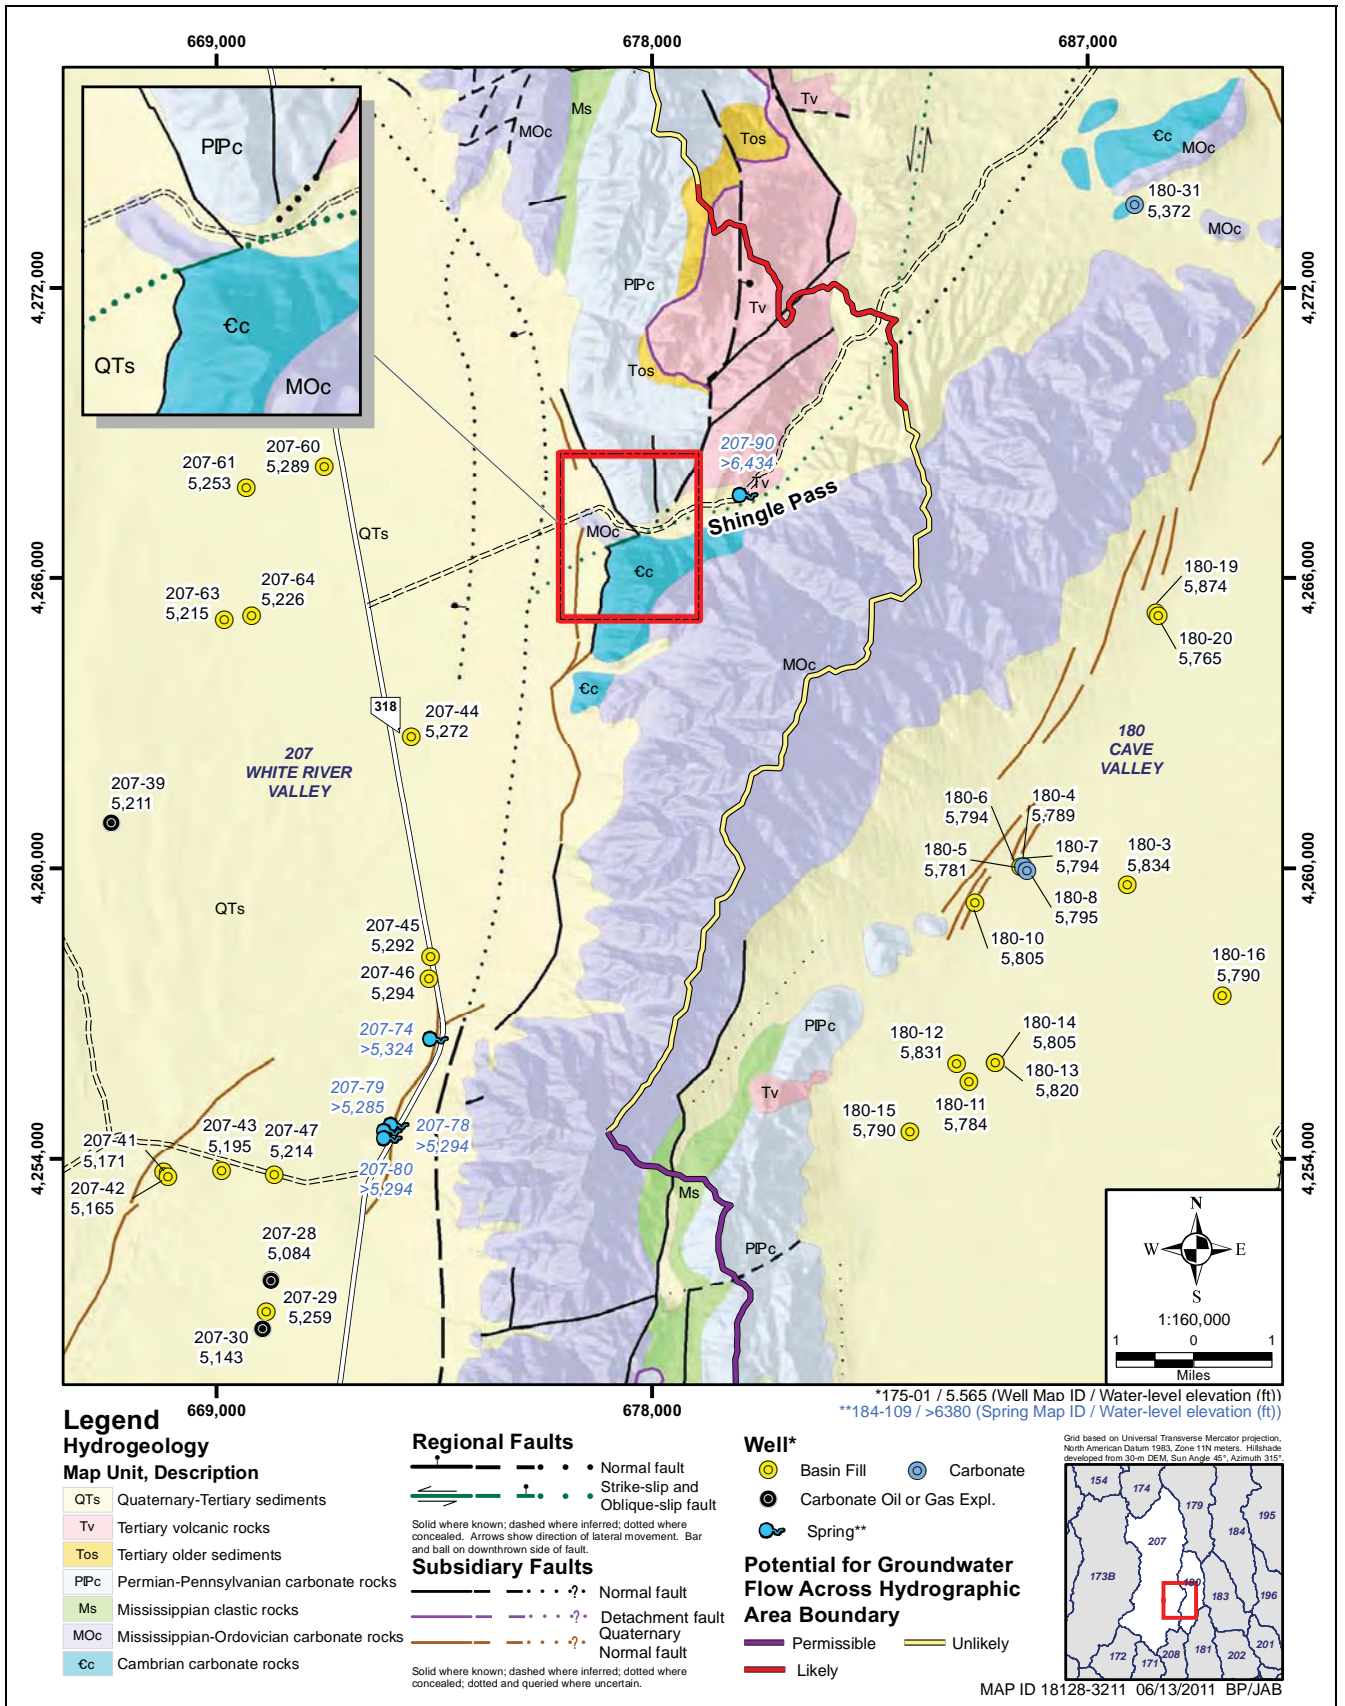 669,000
678,000
687,000
4,272,000
4,266,000
4,260,000
4,254,000
4,272,000
4,266,000
4,260,000
4,254,000
PIPc
Єc
QTs
MOc
Ms
MOc
Tos
Tv
Єc
MOc
180-31
5,372
MOc
PIPc
Tv
Tos
207-90
>6,434
Tv
Shingle Pass
MOc
Єc
Єc
MOc
207-60
5,289
207-61
5,253
QTs
207-64
5,226
207-63
5,215
318
207-44
5,272
207
WHITE RIVER
VALLEY
207-39
5,211
QTs
180-19
5,874
180-20
5,765
180
CAVE
VALLEY
180-6
5,794
180-4
5,789
180-5
5,781
180-7
5,794
180-3
5,834
180-8
5,795
180-10
5,805
180-16
5,790
207-45
5,292
207-46
5,294
207-74
>5,324
207-79
>5,285
207-78
>5,294
207-80
>5,294
207-41
5,171
207-43
5,195
207-47
5,214
207-42
5,165
207-28
5,084
207-29
5,259
207-30
5,143
PIPc
Tv
Ms
PIPc
180-12
5,831
180-14
5,805
180-13
5,820
180-11
5,784
180-15
5,790
N
W
E
S
1:160,000
1 0 1
Miles
669,000
678,000
*175-01 / 5,565 (Well Map ID / Water-level elevation (ft))
**184-109 / >6380 (Spring Map ID / Water-level elevation (ft))
Legend
Hydrogeology
Map Unit, Description
QTs Quaternary-Tertiary sediments
Tv Tertiary volcanic rocks
Tos Tertiary older sediments
PIPc Permian-Pennsylvanian carbonate rocks
Ms Mississippian clastic rocks
MOc Mississippian-Ordovician carbonate rocks
Єc Cambrian carbonate rocks
Regional Faults
Normal fault
Strike-slip and
Oblique-slip fault
Solid where known; dashed where inferred; dotted where
concealed. Arrows show direction of lateral movement. Bar
and ball on downthrown side of fault.
Subsidiary Faults
? Normal fault
? Detachment fault
? Quaternary
Normal fault
Solid where known; dashed where inferred; dotted where
concealed; dotted and queried where uncertain.
Well*
Basin Fill
Carbonate
Carbonate Oil or Gas Expl.
Spring**
Potential for Groundwater
Flow Across Hydrographic
Area Boundary
Permissible
Unlikely
Likely
Grid based on Universal Transverse Mercator projection,
North American Datum 1983, Zone 11N meters. Hillshade
developed from 30-m DEM, Sun Angle 45°, Azimuth 315°.
154
174
179
195
184
207
173B
180
183
196
172
171
208
181
202
201
MAP ID 18128-3211 06/13/2011 BP/JAB